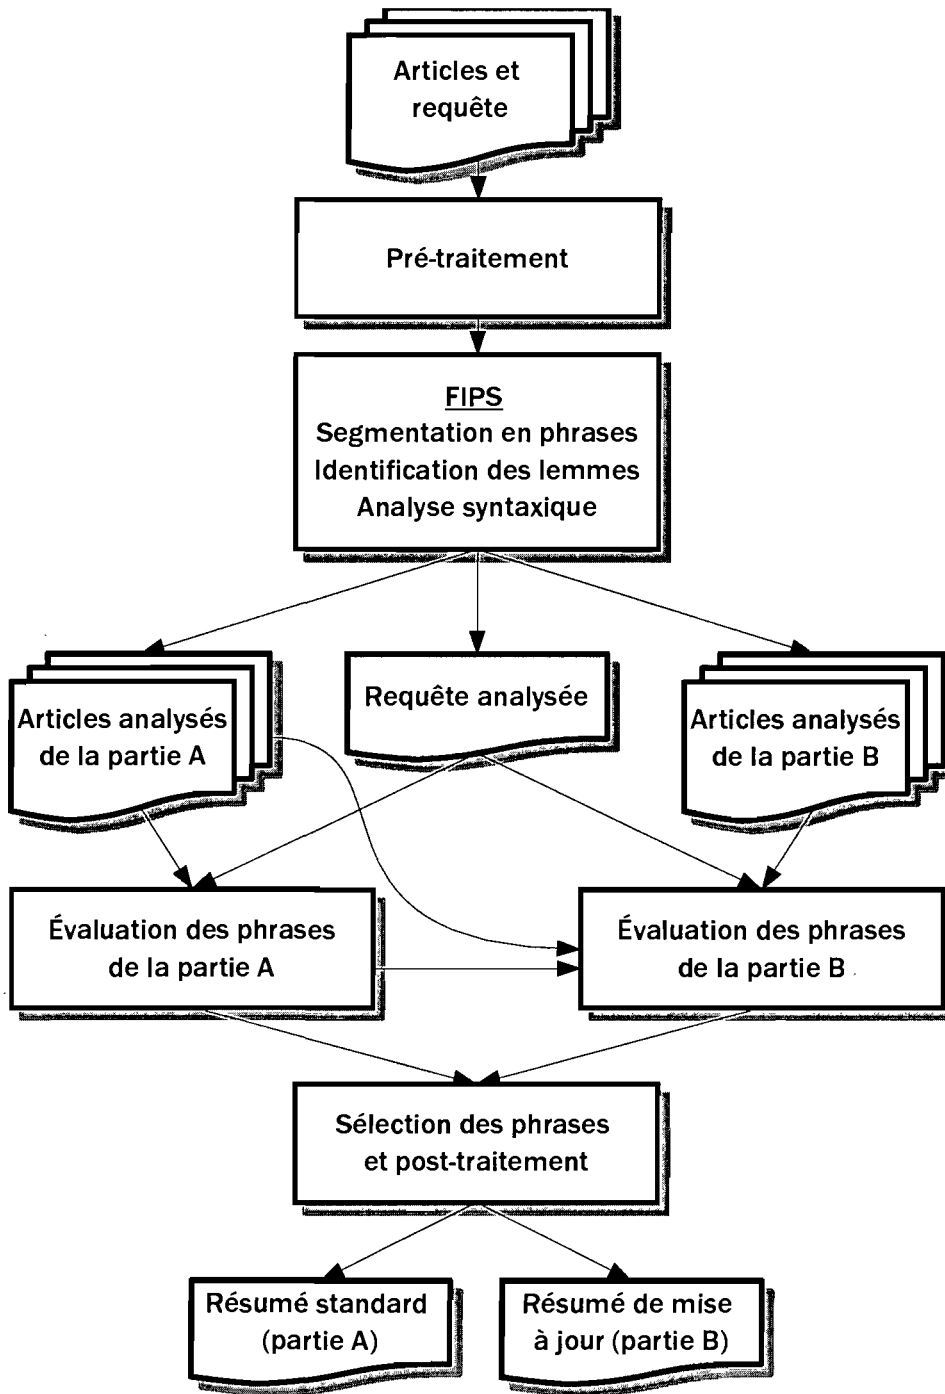 Articles et
requête
Pré-traitement
FIPS
Segmentation en phrases
Identification des lemmes
Analyse syntaxique
Articles analysés
de la partie A
Requête analysée
Articles analysés
de la partie B
Évaluation des phrases
de la partie A
Évaluation des phrases
de la partie B
Sélection des phrases
et post-traitement
Résumé standard
(partie A)
Résumé de mise
à jour (partie B)